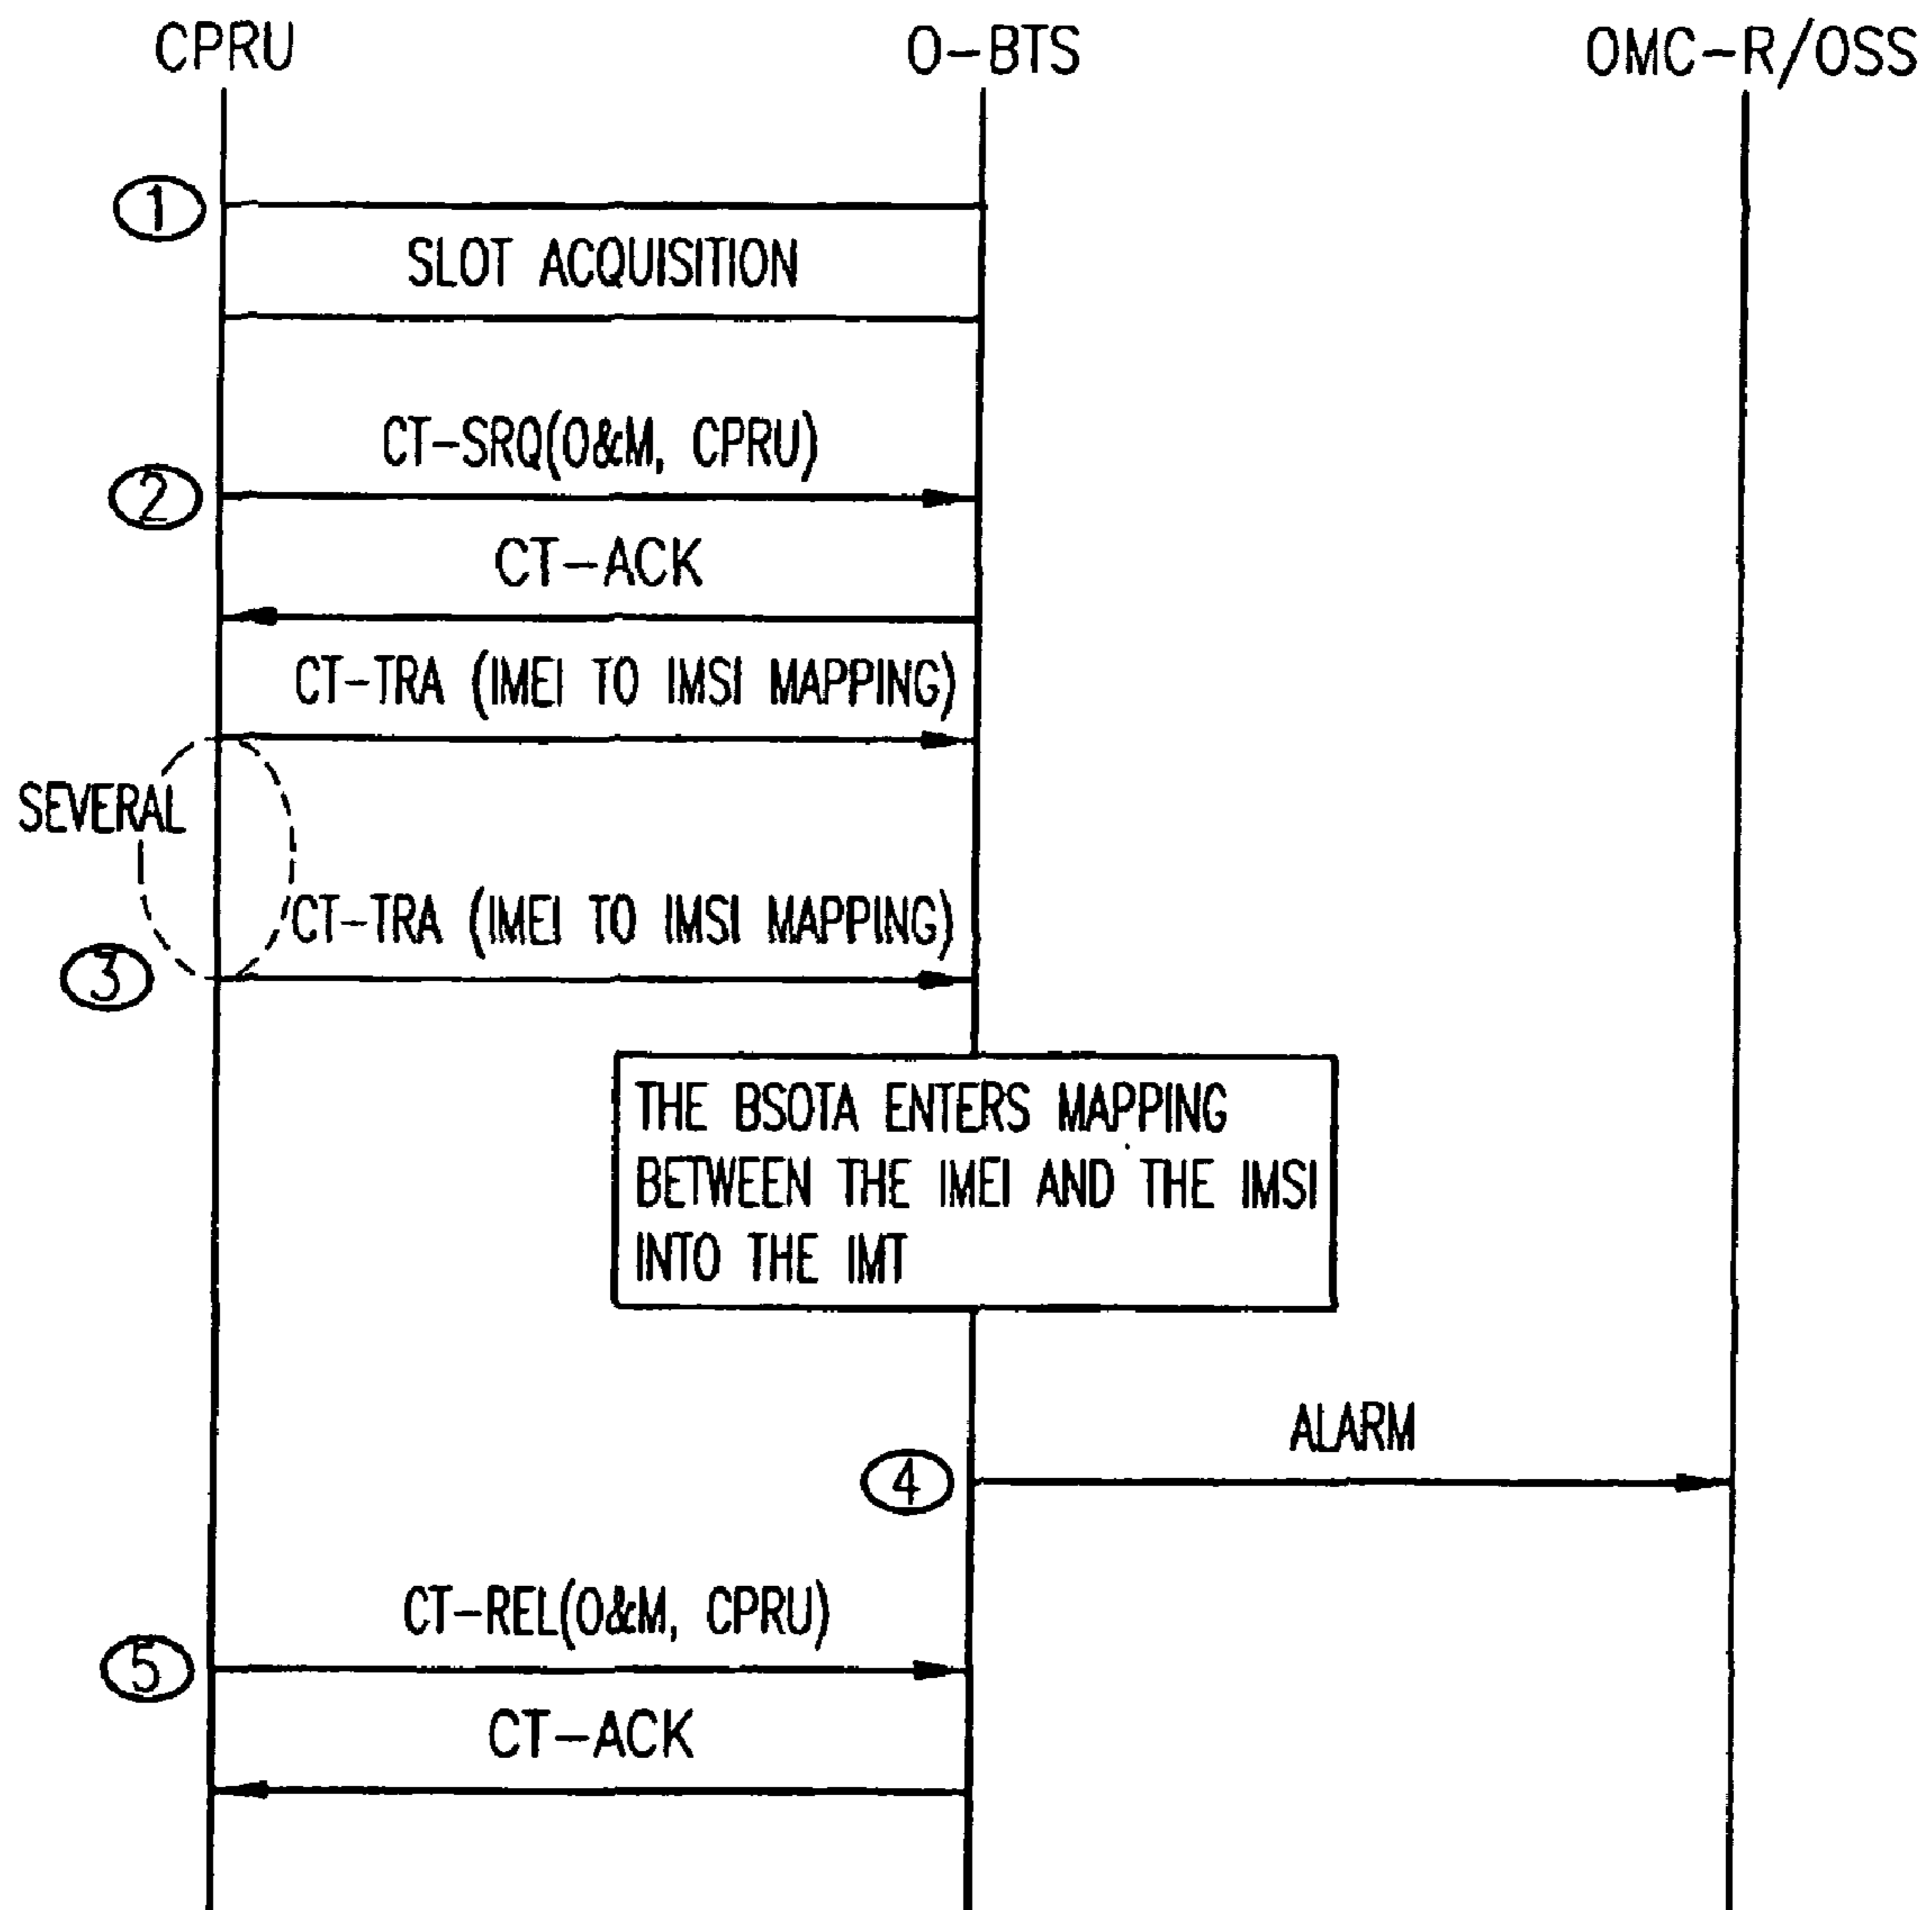 CPRU O-BTS OMC-R/OSS
1
SLOT ACQUISITION
CT-SRQ(O&M, CPRU)
2
CT-ACK
CT-TRA (IMEI TO IMSI MAPPING)
SEVERAL
CT-TRA (IMEI TO IMSI MAPPING)
3
THE BSOTA ENTERS MAPPING
BETWEEN THE IMEI AND THE IMSI
INTO THE IMT
ALARM
4
CT-REL(O&M, CPRU)
5
CT-ACK